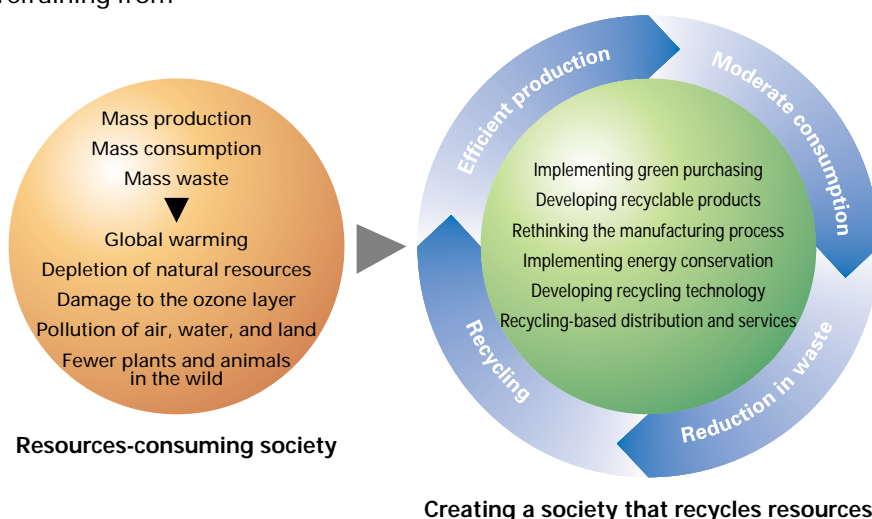 refraining from
Mass production
Mass consumption
Mass waste
Global warming
Depletion of natural resources
Damage to the ozone layer
Pollution of air, water, and land
Fewer plants and animals
in the wild
Resources-consuming society
Efficient production
Moderate consumption
Reduction in waste
Recycling
Implementing green purchasing
Developing recyclable products
Rethinking the manufacturing process
Implementing energy conservation
Developing recycling technology
Recycling-based distribution and services
Creating a society that recycles resources